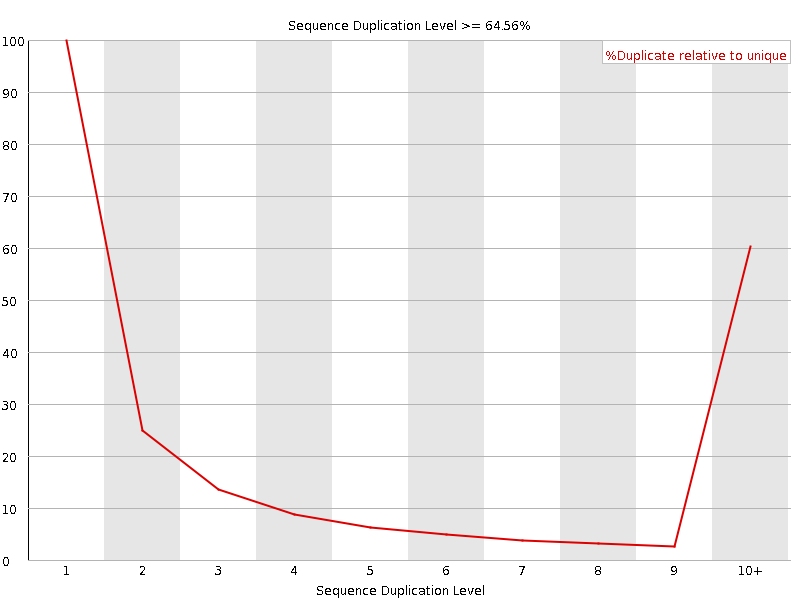 Sequence Duplication Level >= 64.56%
%Duplicate relative to unique
100
90
80
70
60
50
40
30
20
10
0
1 2 3 4 5 6 7 8 9 10+
Sequence Duplication Level